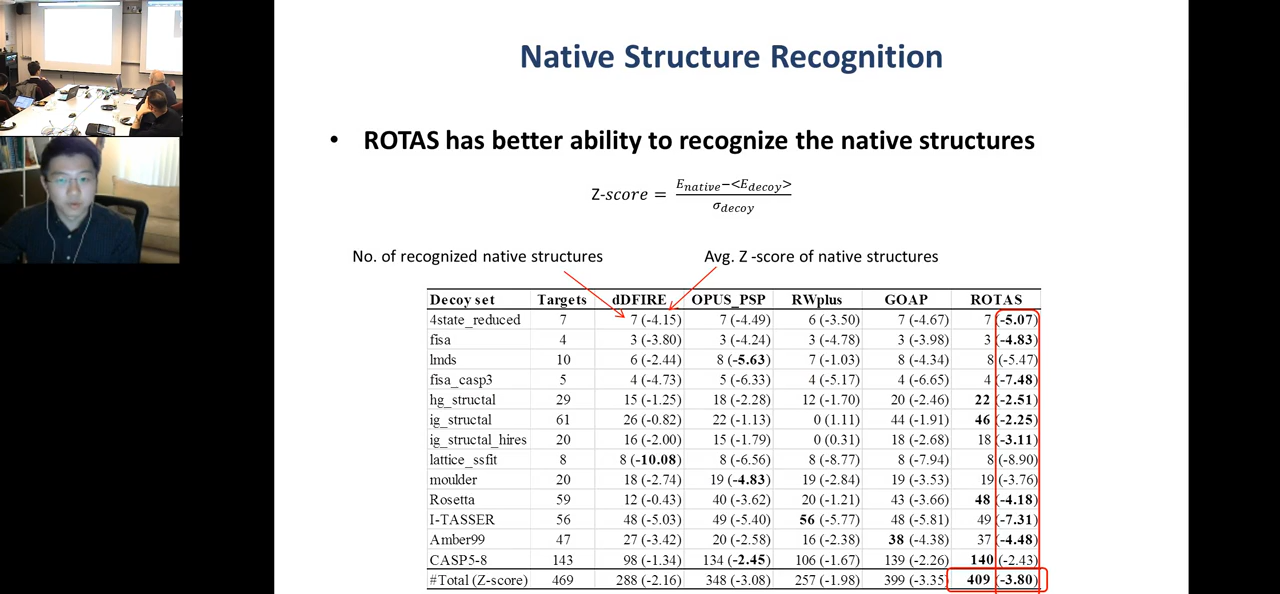 Native Structure Recognition
• ROTAS has better ability to recognize the native structures
Z-score = E_native−<E_decoy> / σ_decoy
No. of recognized native structures Avg. Z -score of native structures
Decoy set Targets dDFIRE OPUS_PSP RWplus GOAP ROTAS
4state_reduced 7 7 (-4.15) 7 (-4.49) 6 (-3.50) 7 (-4.67) 7 (-5.07)
fisa 4 3 (-3.80) 3 (-4.24) 3 (-4.78) 3 (-3.98) 3 (-4.83)
lmds 10 6 (-2.44) 8 (-5.63) 7 (-1.03) 8 (-4.34) 8 (-5.47)
fisa_casp3 5 4 (-4.73) 5 (-6.33) 4 (-5.17) 4 (-6.65) 4 (-7.48)
hg_structal 29 15 (-1.25) 18 (-2.28) 12 (-1.70) 20 (-2.46) 22 (-2.51)
ig_structal 61 26 (-0.82) 22 (-1.13) 0 (1.11) 44 (-1.91) 46 (-2.25)
ig_structal_hires 20 16 (-2.00) 15 (-1.79) 0 (0.31) 18 (-2.68) 18 (-3.11)
lattice_ssfit 8 8 (-10.08) 8 (-6.56) 8 (-8.77) 8 (-7.94) 8 (-8.90)
moulder 20 18 (-2.74) 19 (-4.83) 19 (-2.84) 19 (-3.53) 19 (-3.76)
Rosetta 59 12 (-0.43) 40 (-3.62) 20 (-1.21) 43 (-3.66) 48 (-4.18)
I-TASSER 56 48 (-5.03) 49 (-5.40) 56 (-5.77) 48 (-5.81) 49 (-7.31)
Amber99 47 27 (-3.42) 20 (-2.58) 16 (-2.38) 38 (-4.38) 37 (-4.48)
CASP5-8 143 98 (-1.34) 134 (-2.45) 106 (-1.67) 139 (-2.26) 140 (-2.43)
#Total (Z-score) 469 288 (-2.16) 348 (-3.08) 257 (-1.98) 399 (-3.35) 409 (-3.80)